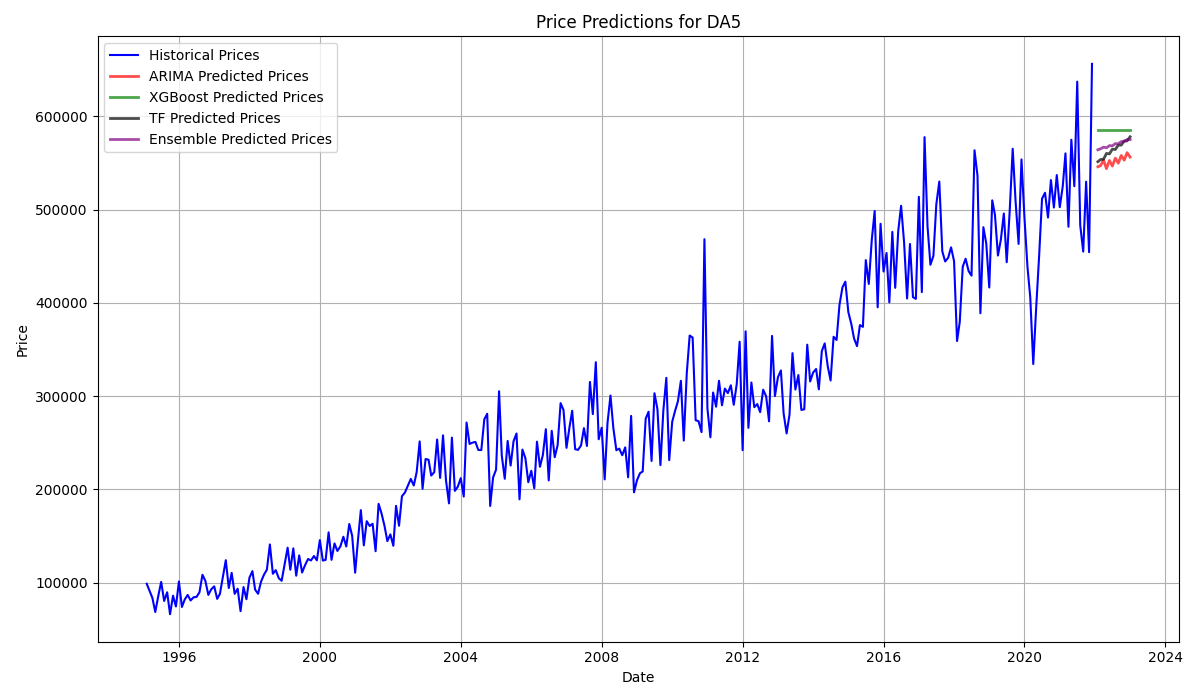 Price Predictions for DA5
Historical Prices
ARIMA Predicted Prices
XGBoost Predicted Prices
TF Predicted Prices
Ensemble Predicted Prices
600000
500000
400000
300000
200000
100000
Price
1996 2000 2004 2008 2012 2016 2020 2024
Date